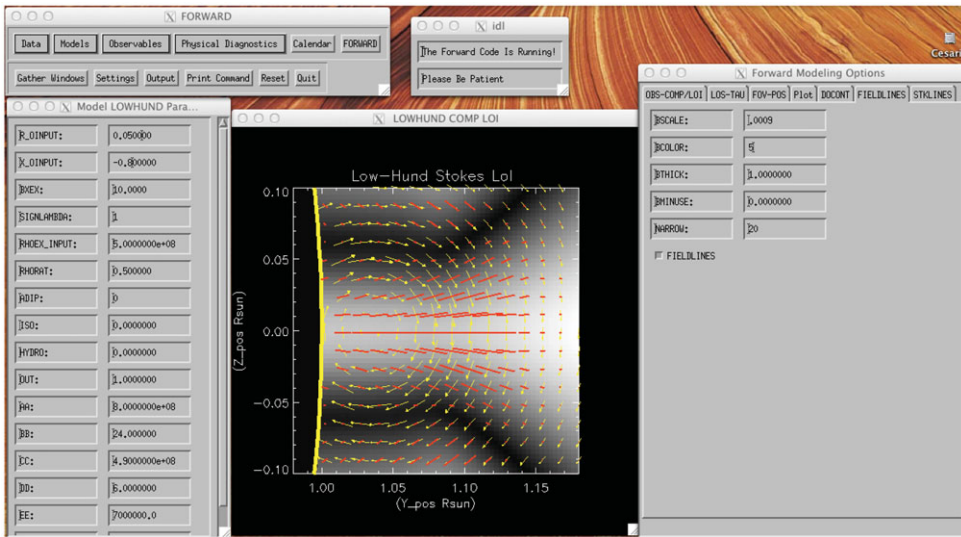 FORWARD
Data Models Observables Physical Diagnostics Calendar FORWARD
Gather Windows Settings Output Print Command Reset Quit
idl
The Forward Code Is Running!
Please Be Patient
Cesari
Model LOWHUND Para...
R_OINPUT: 0.050000
X_OINPUT: -0.800000
BXEX: 10.0000
SIGNLAMBDA: 1
RHOEX_INPUT: 5.0000000e+08
RHORAT: 0.500000
ADIP: 0
ISO: 0.0000000
HYDRO: 0.0000000
OUT: 1.0000000
AA: 8.0000000e+08
BB: 24.000000
CC: 4.9000000e+08
DD: 6.0000000
EE: 7000000.0
LOWHUND COMP LOI
Low-Hund Stokes LoI
0.10
0.05
0.00
-0.05
-0.10
(Z_pos Rsun)
1.00 1.05 1.10 1.15
(Y_pos Rsun)
Forward Modeling Options
OBS-COMP/LOI LOS-TAU FOV-POS Plot DOCONT FIELDLINES STKLINES
BSCALE: .0009
BCOLOR: 5
BTHICK: 1.0000000
BMINUSE: 0.0000000
NARROW: 20
FIELDLINES